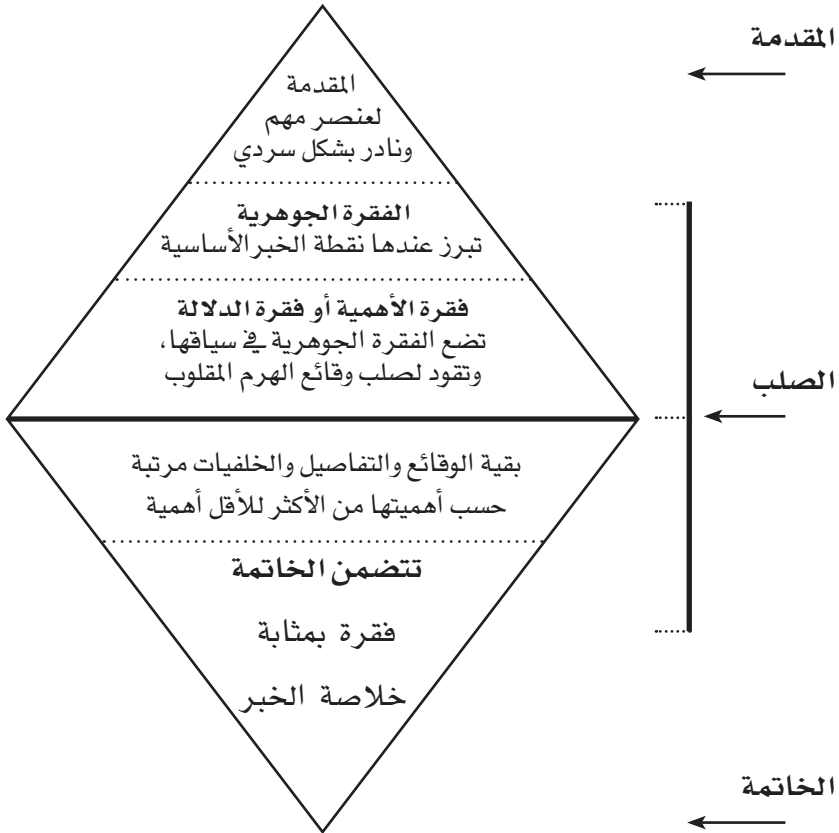 المقدمة
المقدمة
لعنصر مهم
ونادر بشكل سردي
الفقرة الجوهرية
تبرز عندها نقطة الخبر الأساسية
فقرة الأهمية أو فقرة الدلالة
تضع الفقرة الجوهرية في سياقها،
وتقود لصلب وقائع الهرم المقلوب
الصلب
بقية الوقائع والتفاصيل والخلفيات مرتبة
حسب أهميتها من الأكثر للأقل أهمية
تتضمن الخاتمة
فقرة بمثابة
خلاصة الخبر
الخاتمة